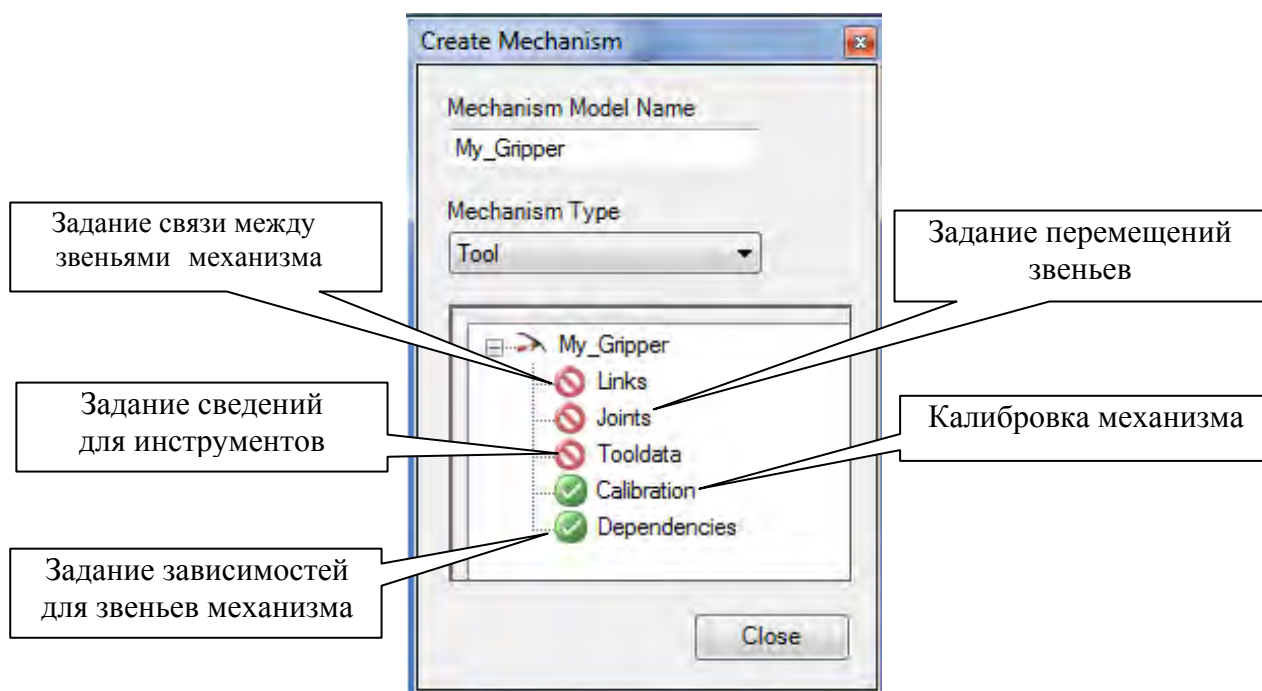 Create Mechanism
Mechanism Model Name
My_Gripper
Mechanism Type
Tool
Задание связи между
звеньями механизма
Задание перемещений
звеньев
My_Gripper
Links
Joints
Tooldata
Calibration
Dependencies
Задание сведений
для инструментов
Калибровка механизма
Задание зависимостей
для звеньев механизма
Close